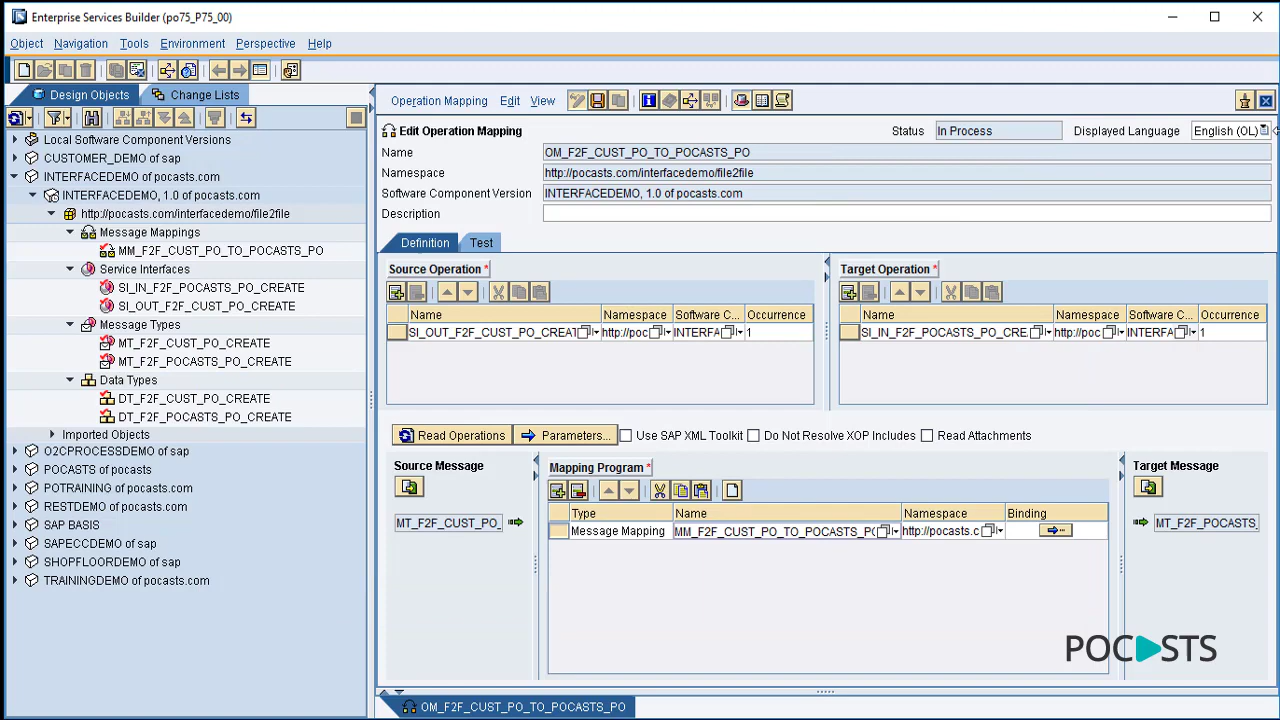 Enterprise Services Builder (po75_P75_00)
Object Navigation Tools Environment Perspective Help
Design Objects Change Lists
Local Software Component Versions
CUSTOMER_DEMO of sap
INTERFACEDEMO of pocasts.com
INTERFACEDEMO, 1.0 of pocasts.com
http://pocasts.com/interfacedemo/file2file
Message Mappings
MM_F2F_CUST_PO_TO_POCASTS_PO
Service Interfaces
SI_IN_F2F_POCASTS_PO_CREATE
SI_OUT_F2F_CUST_PO_CREATE
Message Types
MT_F2F_CUST_PO_CREATE
MT_F2F_POCASTS_PO_CREATE
Data Types
DT_F2F_CUST_PO_CREATE
DT_F2F_POCASTS_PO_CREATE
Imported Objects
O2CPROCESSDEMO of sap
POCASTS of pocasts
POTRAINING of pocasts.com
RESTDEMO of pocasts.com
SAP BASIS
SAPECCDEMO of sap
SHOPFLOORDEMO of sap
TRAININGDEMO of pocasts.com
Operation Mapping Edit View
Edit Operation Mapping Status In Process Displayed Language English (OL)
Name OM_F2F_CUST_PO_TO_POCASTS_PO
Namespace http://pocasts.com/interfacedemo/file2file
Software Component Version INTERFACEDEMO, 1.0 of pocasts.com
Description
Definition Test
Source Operation *
Name Namespace Software C... Occurrence
SI_OUT_F2F_CUST_PO_CREAT http://poc INTERFA 1
Target Operation *
Name Namespace Software C... Occurrence
SI_IN_F2F_POCASTS_PO_CRE http://poc INTERFA 1
Read Operations Parameters... Use SAP XML Toolkit Do Not Resolve XOP Includes Read Attachments
Source Message
MT_F2F_CUST_PO_
Mapping Program *
Type Name Namespace Binding
Message Mapping MM_F2F_CUST_PO_TO_POCASTS_P( http://pocasts.c
Target Message
MT_F2F_POCASTS_
POCASTS
OM_F2F_CUST_PO_TO_POCASTS_PO